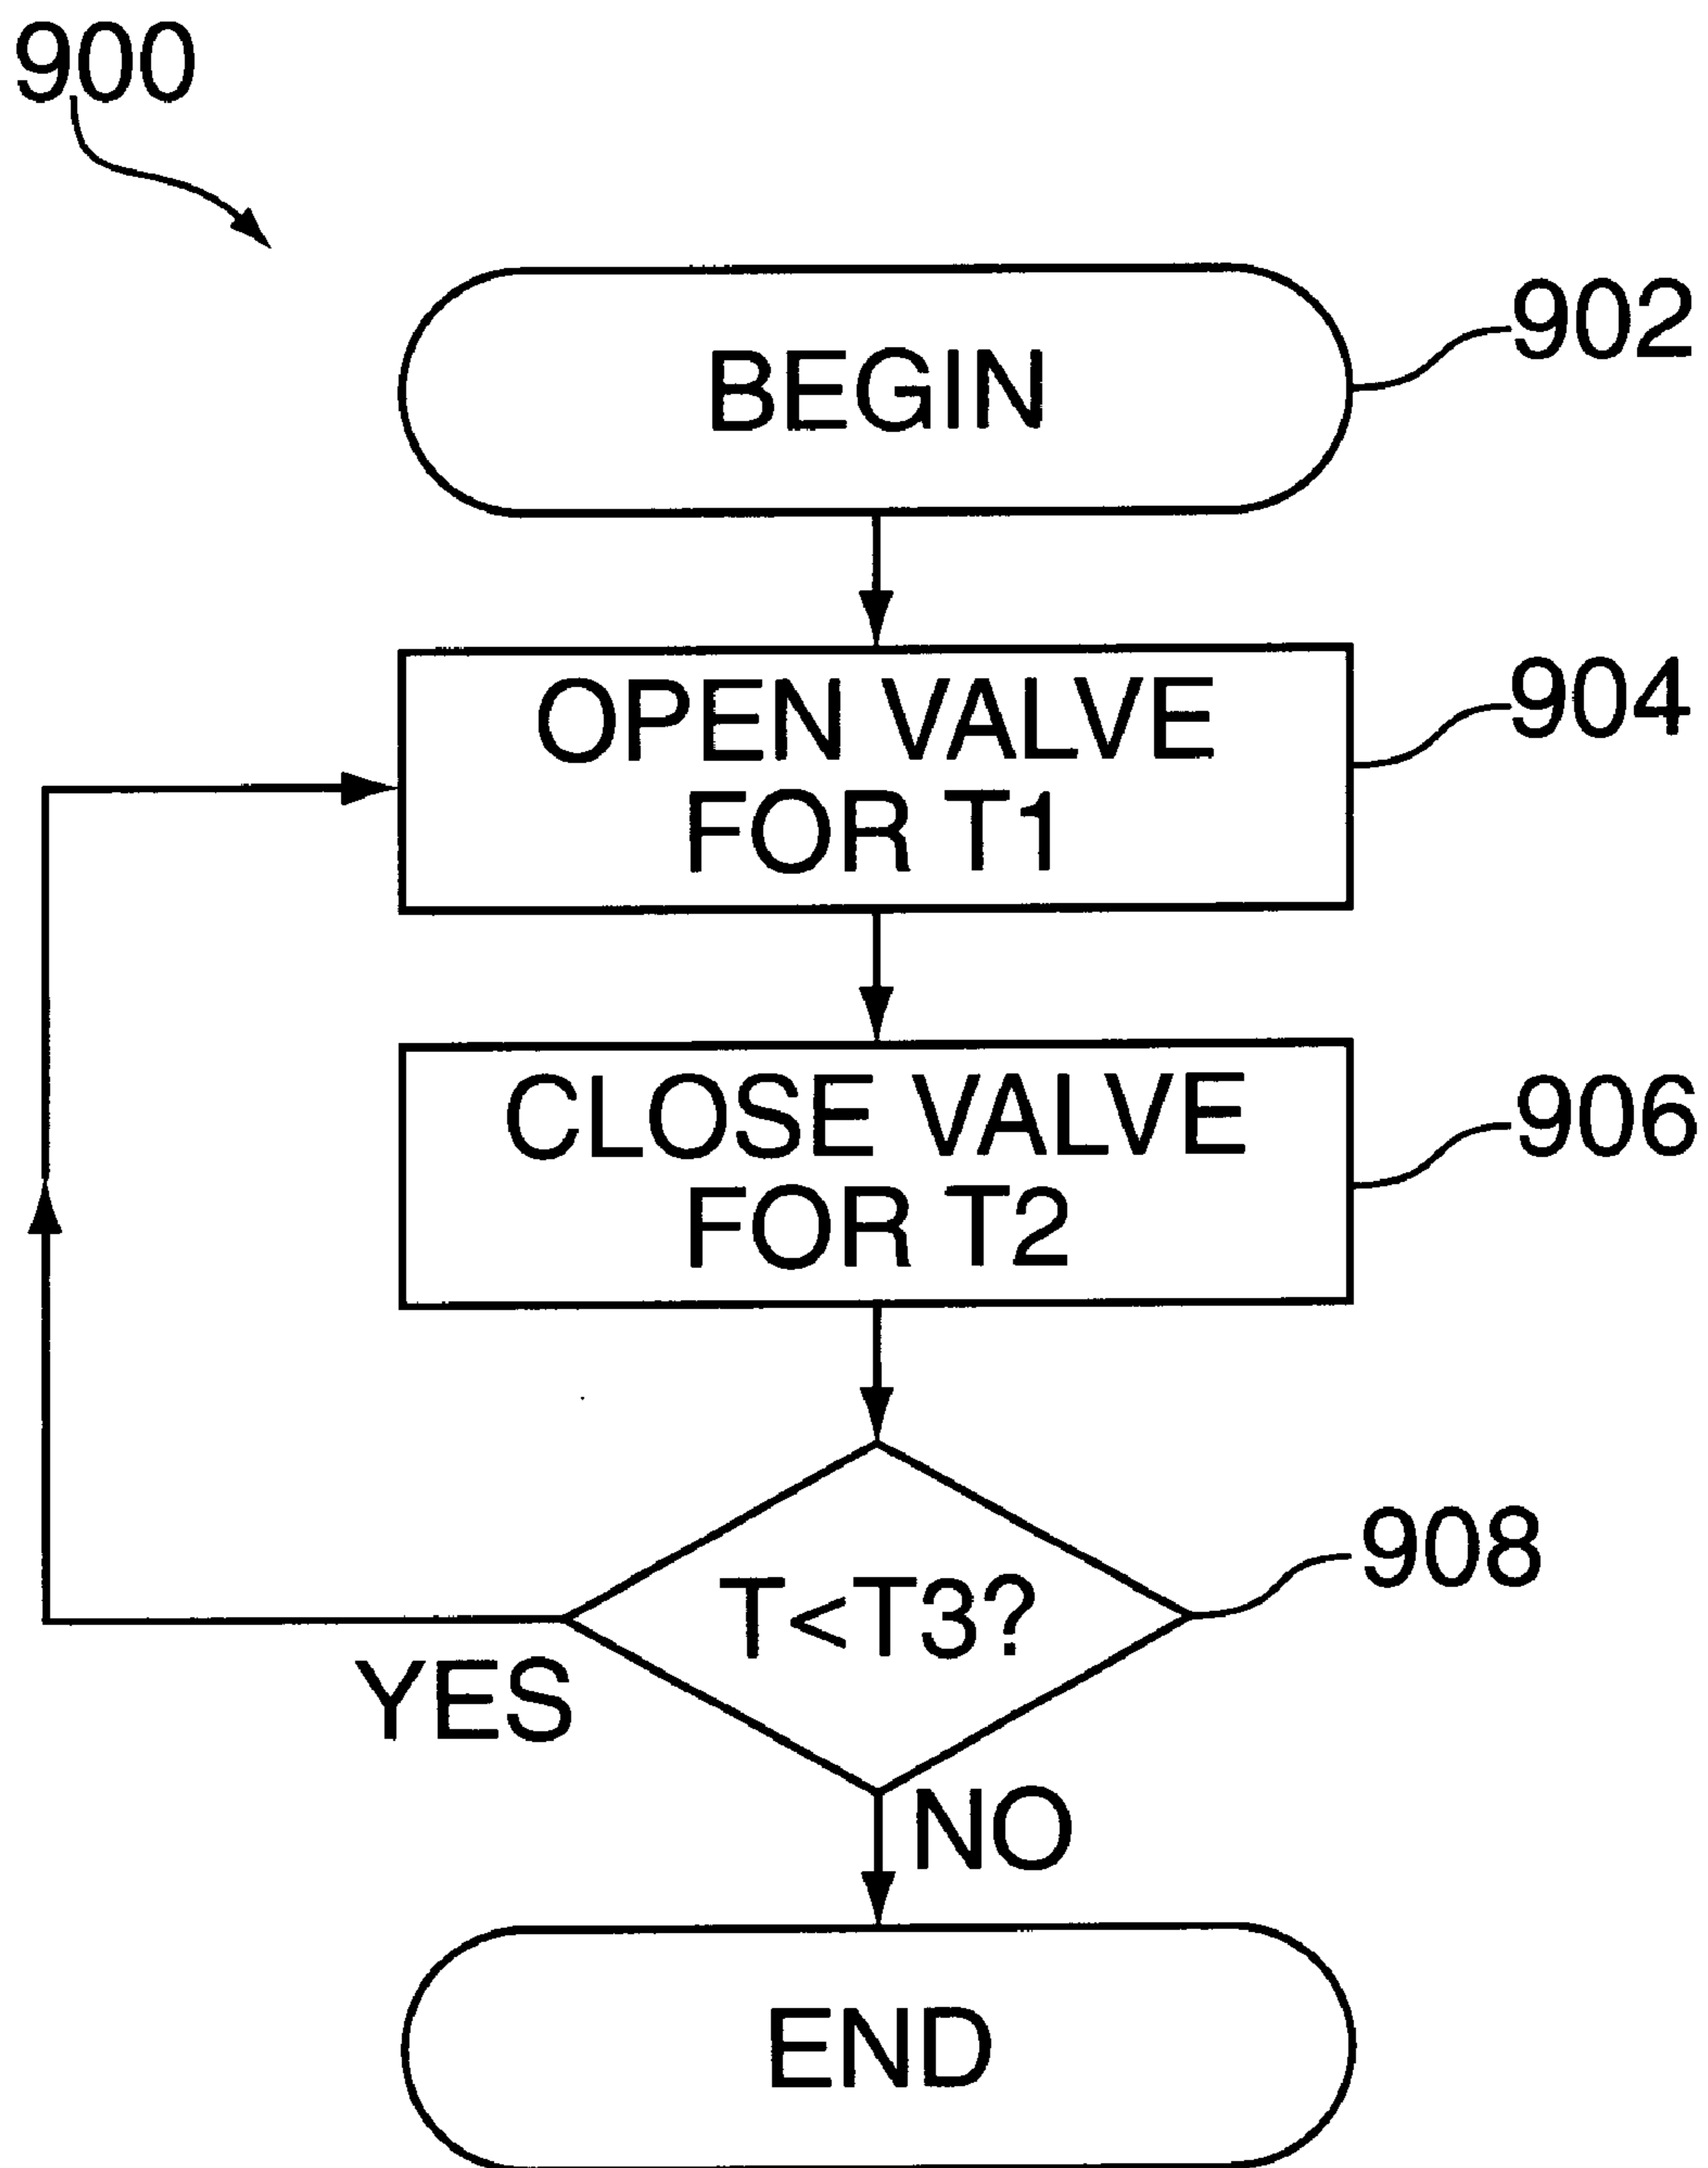 900
BEGIN
902
OPEN VALVE
FOR T1
904
CLOSE VALVE
FOR T2
906
T<T3?
908
YES
NO
END